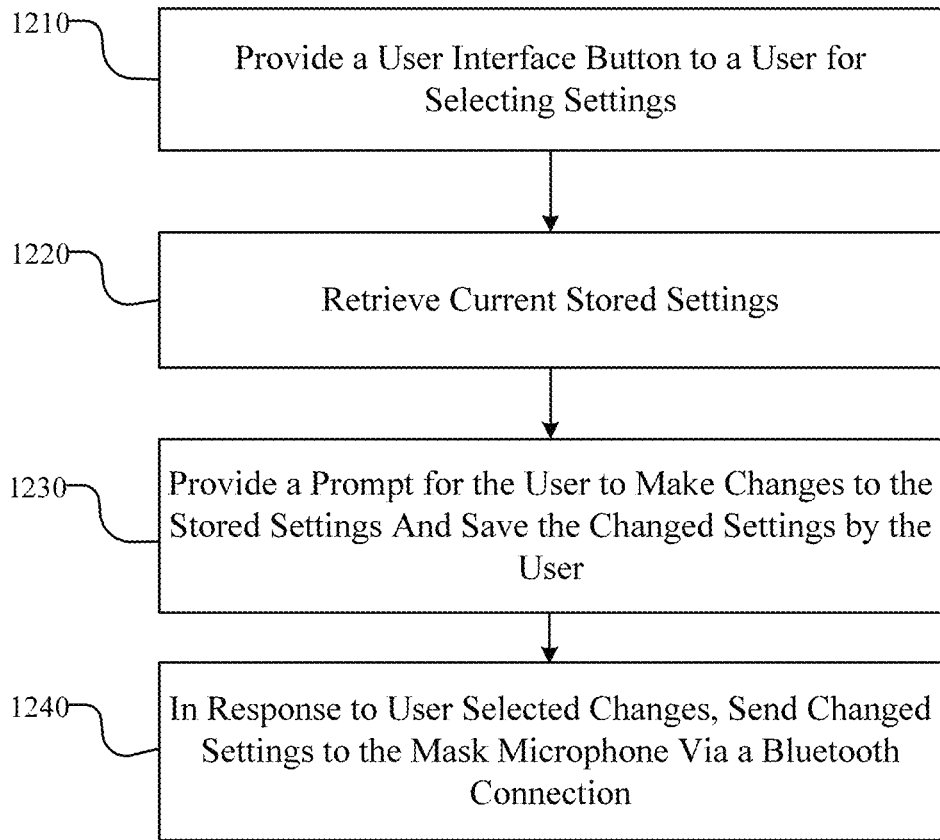 1210
Provide a User Interface Button to a User for
Selecting Settings
1220
Retrieve Current Stored Settings
1230
Provide a Prompt for the User to Make Changes to the
Stored Settings And Save the Changed Settings by the
User
1240
In Response to User Selected Changes, Send Changed
Settings to the Mask Microphone Via a Bluetooth
Connection